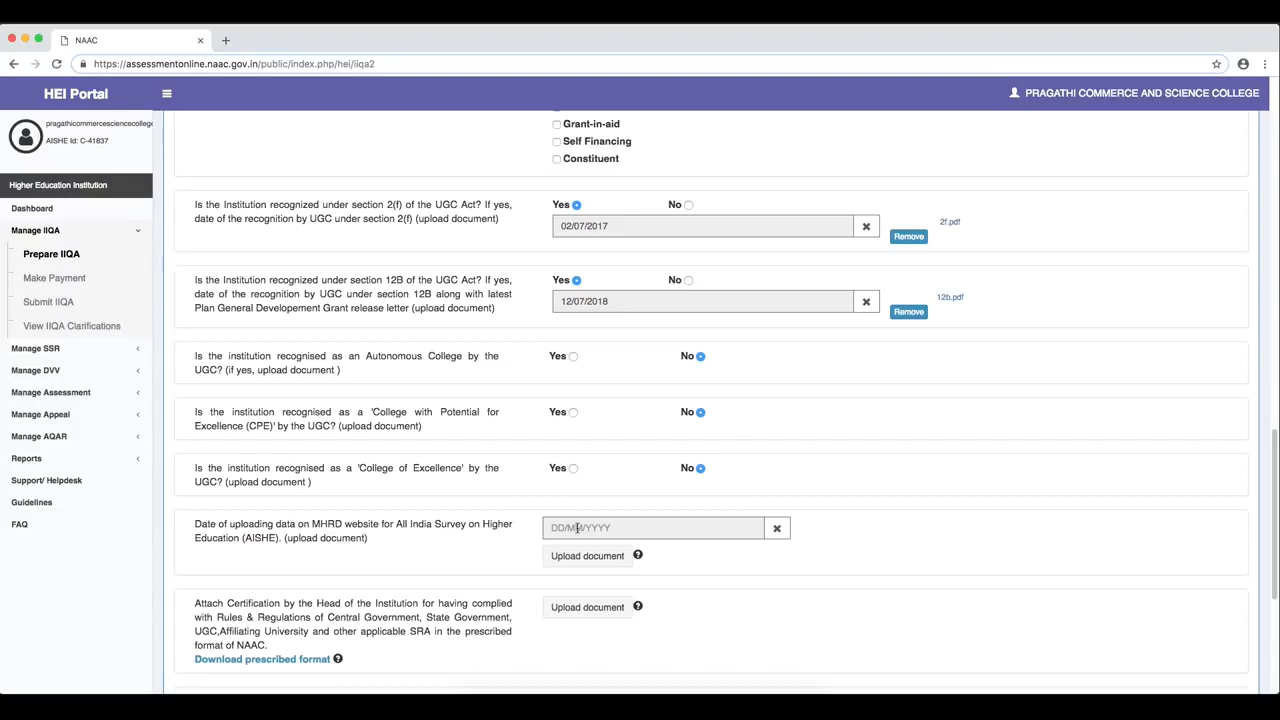 NAAC
https://assessmentonline.naac.gov.in/public/index.php/hei/iiqa2
HEI Portal
PRAGATHI COMMERCE AND SCIENCE COLLEGE
pragathicommercesciencecollege
AISHE Id: C-41837
Higher Education Institution
Dashboard
Manage IIQA
Prepare IIQA
Make Payment
Submit IIQA
View IIQA Clarifications
Manage SSR
Manage DVV
Manage Assessment
Manage Appeal
Manage AQAR
Reports
Support/ Helpdesk
Guidelines
FAQ
Grant-in-aid
Self Financing
Constituent
Is the Institution recognized under section 2(f) of the UGC Act? If yes,
date of the recognition by UGC under section 2(f) (upload document)
Yes No
02/07/2017
2f.pdf
Remove
Is the Institution recognized under section 12B of the UGC Act? If yes,
date of the recognition by UGC under section 12B along with latest
Plan General Developement Grant release letter (upload document)
Yes No
12/07/2018
12b.pdf
Remove
Is the institution recognised as an Autonomous College by the
UGC? (if yes, upload document )
Yes No
Is the institution recognised as a 'College with Potential for
Excellence (CPE)' by the UGC? (upload document)
Yes No
Is the institution recognised as a 'College of Excellence' by the
UGC? (upload document )
Yes No
Date of uploading data on MHRD website for All India Survey on Higher
Education (AISHE). (upload document)
DD/MM/YYYY
Upload document
Attach Certification by the Head of the Institution for having complied
with Rules & Regulations of Central Government, State Government,
UGC,Affiliating University and other applicable SRA in the prescribed
format of NAAC.
Download prescribed format
Upload document